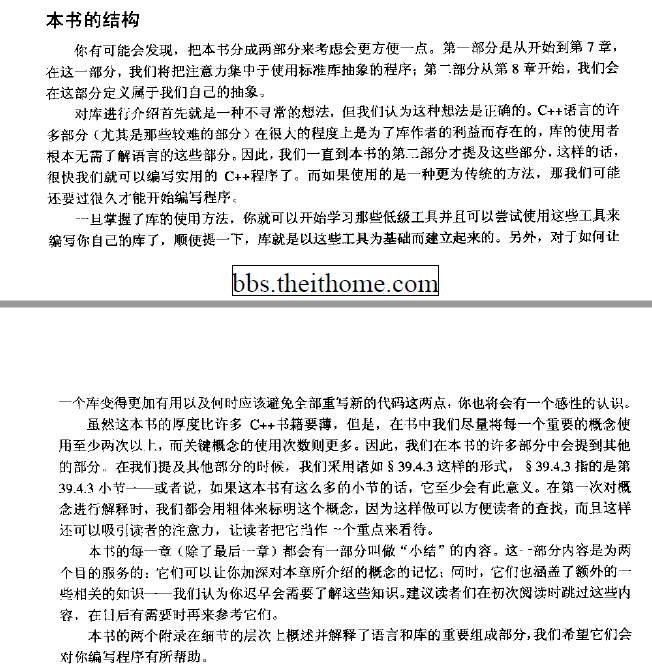 本书的结构
你有可能会发现，把本书分成两部分来考虑会更方便一点。第一部分是从开始到第 7 章，
在这一部分，我们将把注意力集中于使用标准库抽象的程序；第二部分从第 8 章开始，我们会
在这部分定义属于我们自己的抽象。
对库进行介绍首先就是一种不寻常的想法，但我们认为这种想法是正确的。C++语言的许
多部分（尤其是那些较难的部分）在很大的程度上是为了库作者的利益而存在的，库的使用者
根本无需了解语言的这些部分。因此，我们一直到本书的第二部分才提及这些部分，这样的话，
很快我们就可以编写实用的 C++程序了。而如果使用的是一种更为传统的方法，那我们可能
还要过很久才能开始编写程序。
一旦掌握了库的使用方法，你就可以开始学习那些低级工具并且可以尝试使用这些工具来
编写你自己的库了，顺便提一下，库就是以这些工具为基础而建立起来的。另外，对于如何让
bbs.theithome.com
一个库变得更加有用以及何时应该避免全部重写新的代码这两点，你也将会有一个感性的认识。
虽然这本书的厚度比许多 C++书籍要薄，但是，在书中我们尽量将每一个重要的概念使
用至少两次以上，而关键概念的使用次数则更多。因此，我们在本书的许多部分中会提到其他
的部分。在我们提及其他部分的时候，我们采用诸如 § 39.4.3 这样的形式，§ 39.4.3 指的是第
39.4.3 小节——或者说，如果这本书有这么多的小节的话，它至少会有此意义。在第一次对概
念进行解释时，我们都会用粗体来标明这个概念，因为这样做可以方便读者的查找，而且这样
还可以吸引读者的注意力，让读者把它当作一个重点来看待。
本书的每一章（除了最后一章）都会有一部分叫做“小结”的内容。这一部分内容是为两
个目的服务的：它们可以让你加深对本章所介绍的概念的记忆；同时，它们也涵盖了额外的一
些相关的知识——我们认为你迟早会需要了解这些知识。建议读者们在初次阅读时跳过这些内
容，在日后有需要时再来参考它们。
本书的两个附录在细节的层次上概述并解释了语言和库的重要组成部分，我们希望它们会
对你编写程序有所帮助。